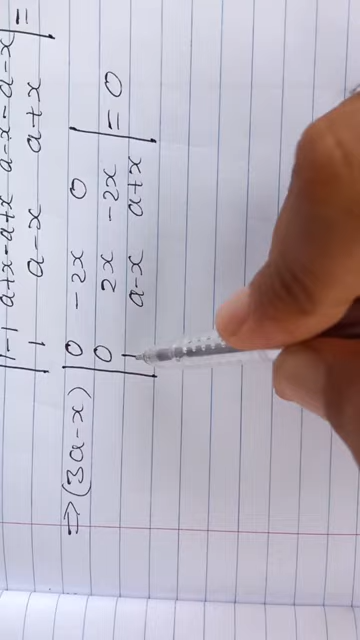 |1-1 a+x-a+x a-x-a-x| =
|1 a-x a+x|
⇒ (3a-x) |0 -2x 0|
|0 2x -2x| = 0
|1 a-x a+x|